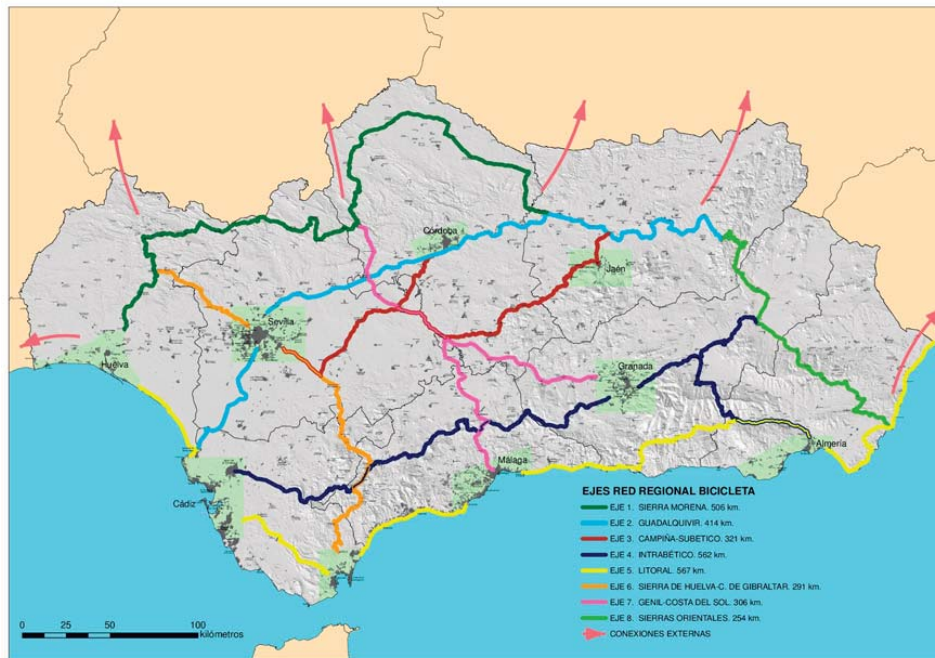 Córdoba
Jaén
Sevilla
Huelva
Granada
Málaga
Almería
Cádiz
EJES RED REGIONAL BICICLETA
EJE 1. SIERRA MORENA. 506 km.
EJE 2. GUADALQUIVIR. 414 km.
EJE 3. CAMPIÑA-SUBETICO. 321 km.
EJE 4. INTRABÉTICO. 562 km.
EJE 5. LITORAL. 567 km.
EJE 6. SIERRA DE HUELVA-C. DE GIBRALTAR. 291 km.
EJE 7. GENIL-COSTA DEL SOL. 306 km.
EJE 8. SIERRAS ORIENTALES. 254 km.
CONEXIONES EXTERNAS
0 25 50 100
kilómetros